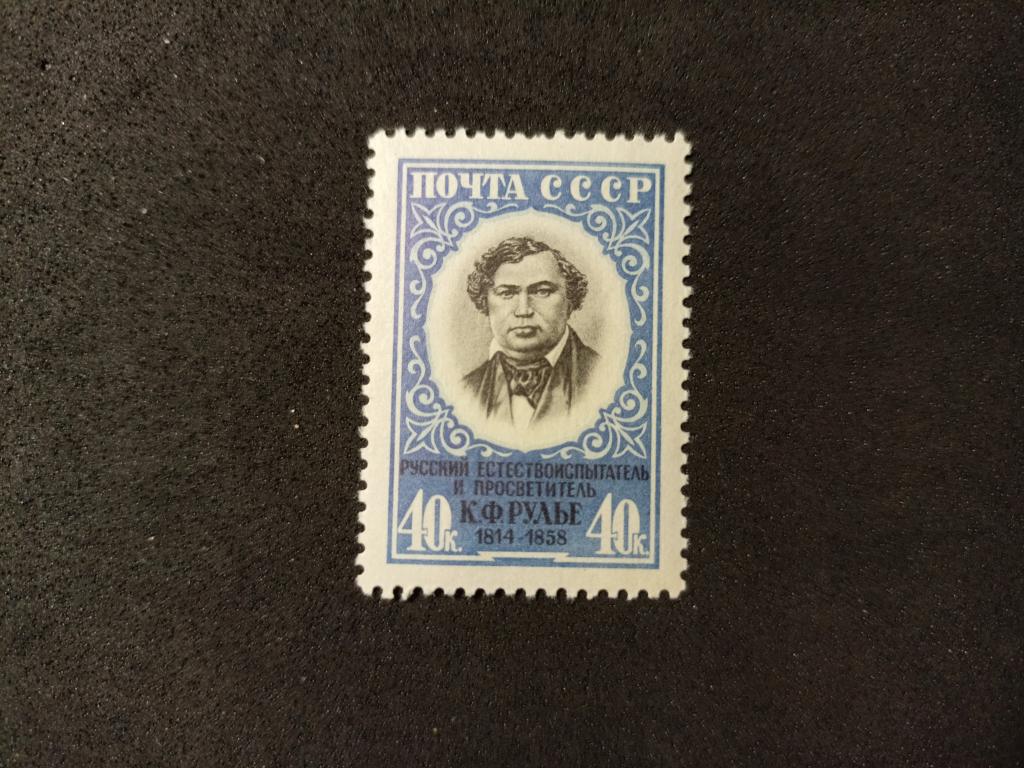 ПОЧТА СССР
РУССКИЙ ЕСТЕСТВОИСПЫТАТЕЛЬ
И ПРОСВЕТИТЕЛЬ
К.Ф.РУЛЬЕ
1814-1858
40к. 40к.